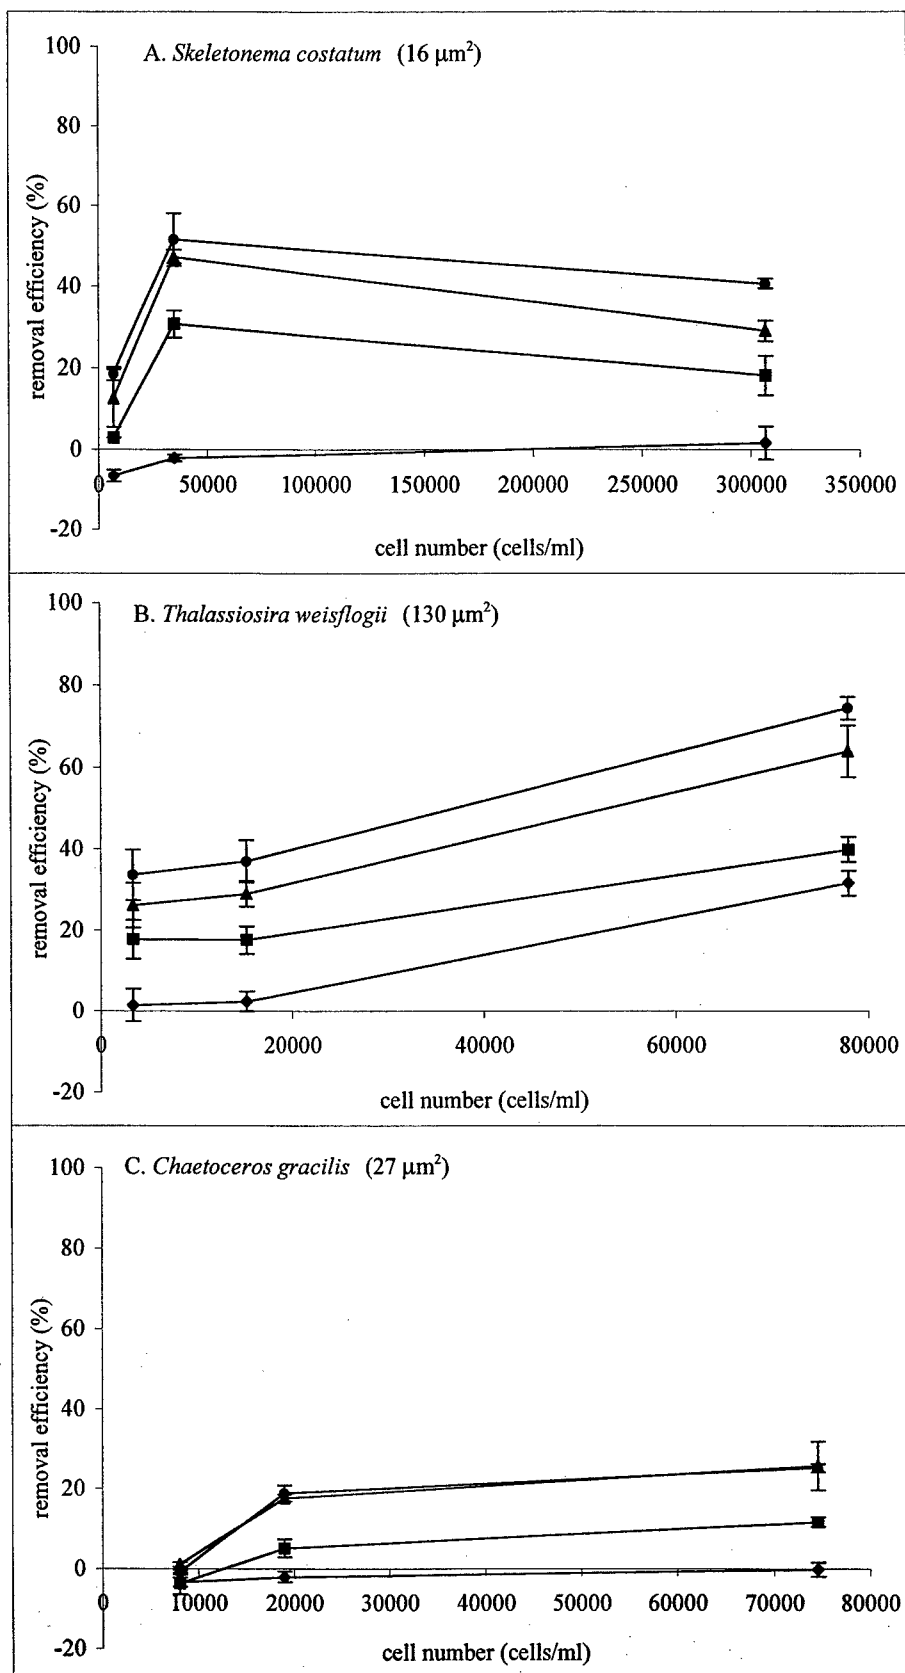 A. Skeletonema costatum (16 µm²)
100
80
60
40
20
0
-20
removal efficiency (%)
0 50000 100000 150000 200000 250000 300000 350000
cell number (cells/ml)
B. Thalassiosira weisflogii (130 µm²)
100
80
60
40
20
0
-20
removal efficiency (%)
0 20000 40000 60000 80000
cell number (cells/ml)
C. Chaetoceros gracilis (27 µm²)
100
80
60
40
20
0
-20
removal efficiency (%)
0 10000 20000 30000 40000 50000 60000 70000 80000
cell number (cells/ml)